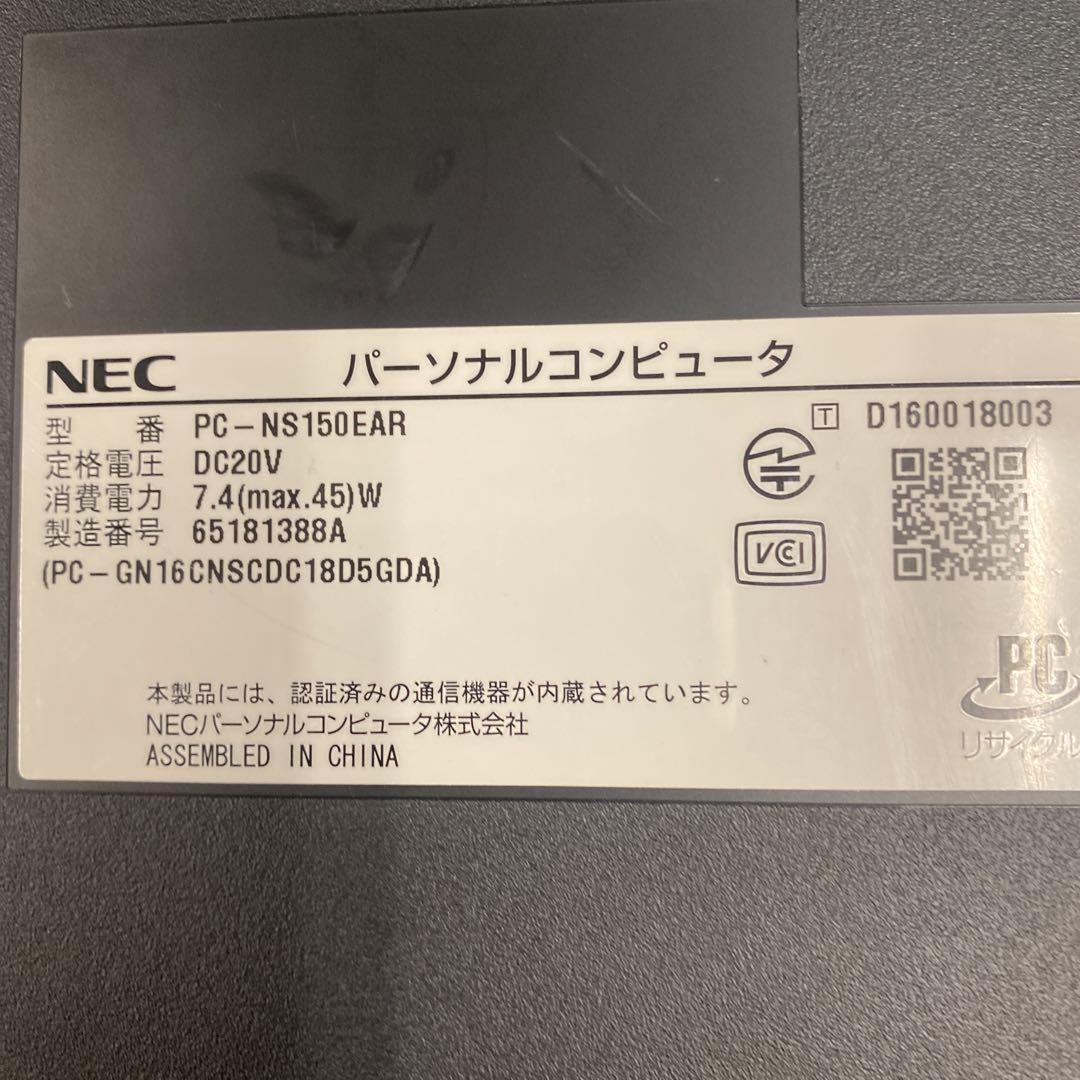 NEC パーソナルコンピュータ
型番 PC-NS150EAR
定格電圧 DC20V
消費電力 7.4(max.45)W
製造番号 65181388A
(PC-GN16CNSCDC18D5GDA)
T D160018003
VCI
PC
リサイクル
本製品には、認証済みの通信機器が内蔵されています。
NECパーソナルコンピュータ株式会社
ASSEMBLED IN CHINA